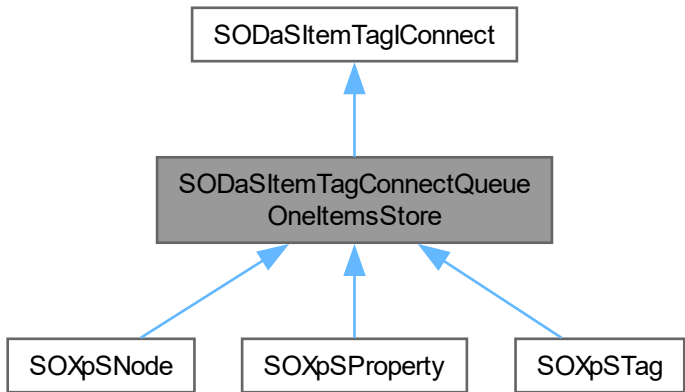 SODaSItemTagIConnect
SODaSItemTagConnectQueue
OneItemsStore
SOXpSNode
SOXpSProperty
SOXpSTag